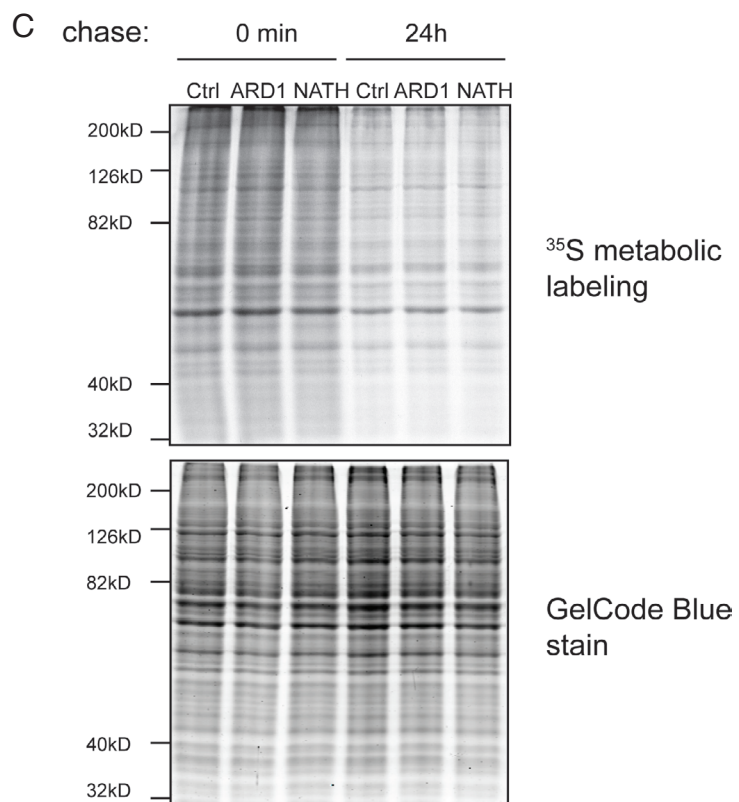 C chase: 0 min 24h
Ctrl ARD1 NATH Ctrl ARD1 NATH
200kD
126kD
82kD
40kD
32kD
35S metabolic
labeling
200kD
126kD
82kD
40kD
32kD
GelCode Blue
stain